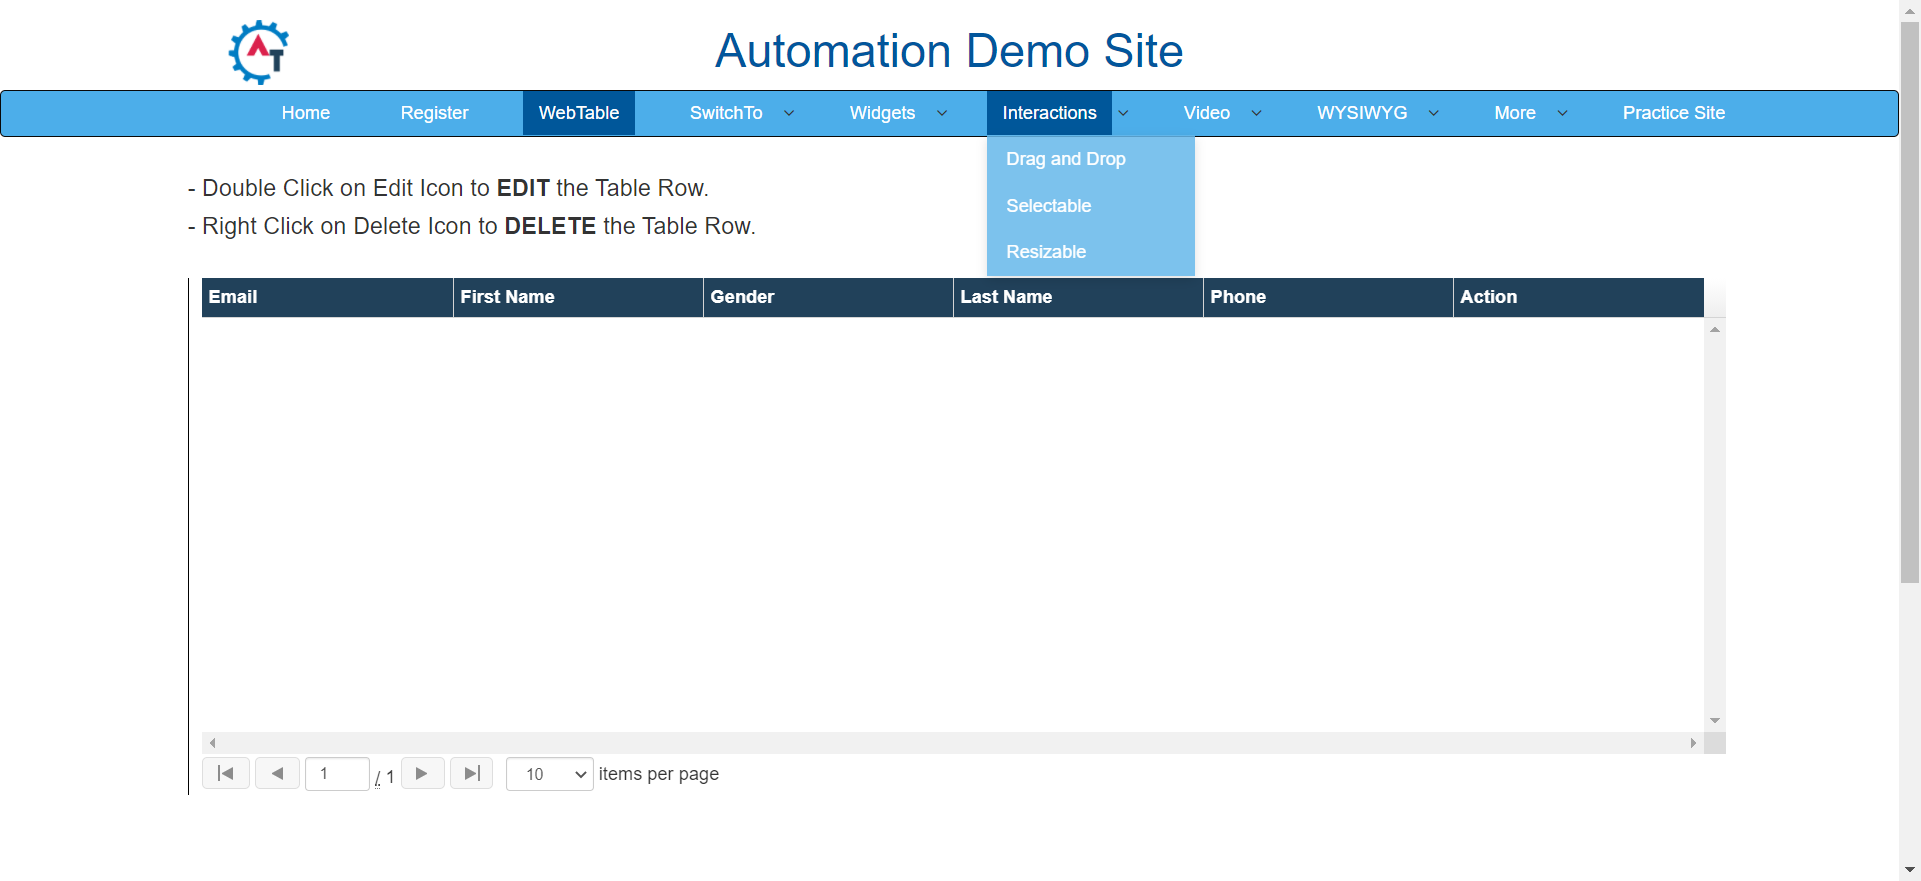 AT
Automation Demo Site
Home Register WebTable SwitchTo Widgets Interactions Video WYSIWYG More Practice Site
Drag and Drop
Selectable
Resizable
- Double Click on Edit Icon to EDIT the Table Row.
- Right Click on Delete Icon to DELETE the Table Row.
Email First Name Gender Last Name Phone Action
1 / 1 10 items per page